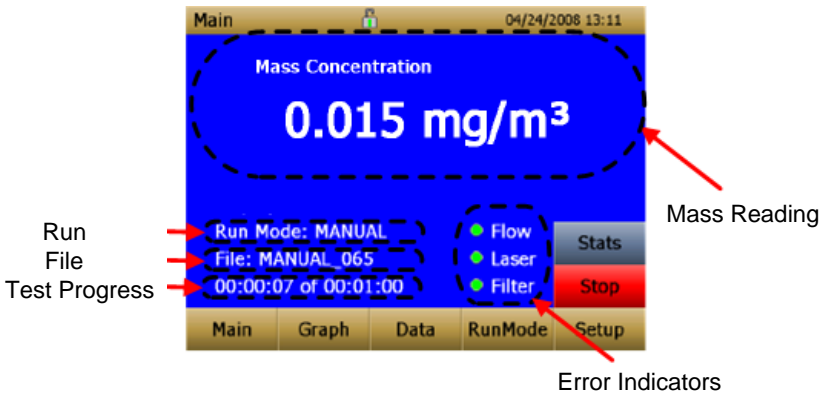 Main 04/24/2008 13:11
Mass Concentration
0.015 mg/m³
Mass Reading
Run
Run Mode: MANUAL
File
File: MANUAL_065
Test Progress
00:00:07 of 00:01:00
Flow
Laser
Filter
Stats
Stop
Main Graph Data RunMode Setup
Error Indicators